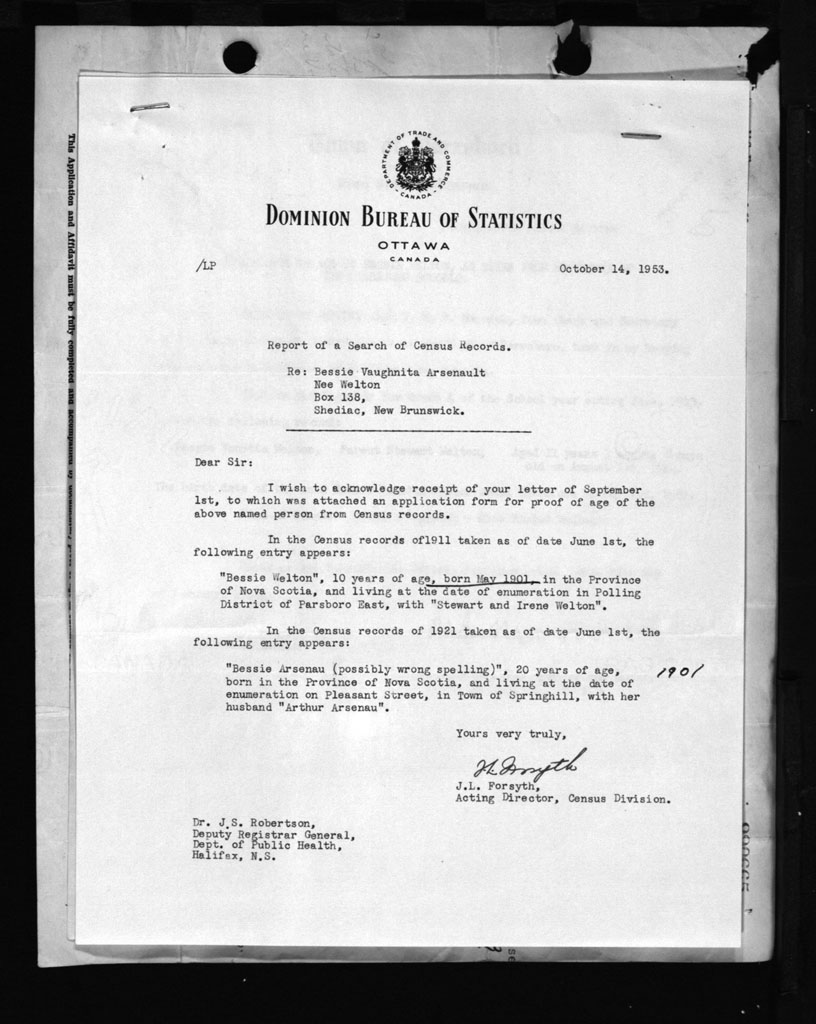 DEPARTMENT OF TRADE AND COMMERCE
CANADA
DOMINION BUREAU OF STATISTICS
OTTAWA
CANADA
/LP
October 14, 1953.
Report of a Search of Census Records.
Re: Bessie Vaughnita Arsenault
Nee Welton
Box 138,
Shediac, New Brunswick.
Dear Sir:
I wish to acknowledge receipt of your letter of September
1st, to which was attached an application form for proof of age of the
above named person from Census records.
In the Census records of1911 taken as of date June 1st, the
following entry appears:
"Bessie Welton", 10 years of age, born May 1901, in the Province
of Nova Scotia, and living at the date of enumeration in Polling
District of Parsboro East, with "Stewart and Irene Welton".
In the Census records of 1921 taken as of date June 1st, the
following entry appears:
"Bessie Arsenau (possibly wrong spelling)", 20 years of age,
1901
born in the Province of Nova Scotia, and living at the date of
enumeration on Pleasant Street, in Town of Springhill, with her
husband "Arthur Arsenau".
Yours very truly,
J.L. Forsyth,
Acting Director, Census Division.
Dr. J.S. Robertson,
Deputy Registrar General,
Dept. of Public Health,
Halifax, N.S.
This Application and Affidavit must be fully completed and accompanied by